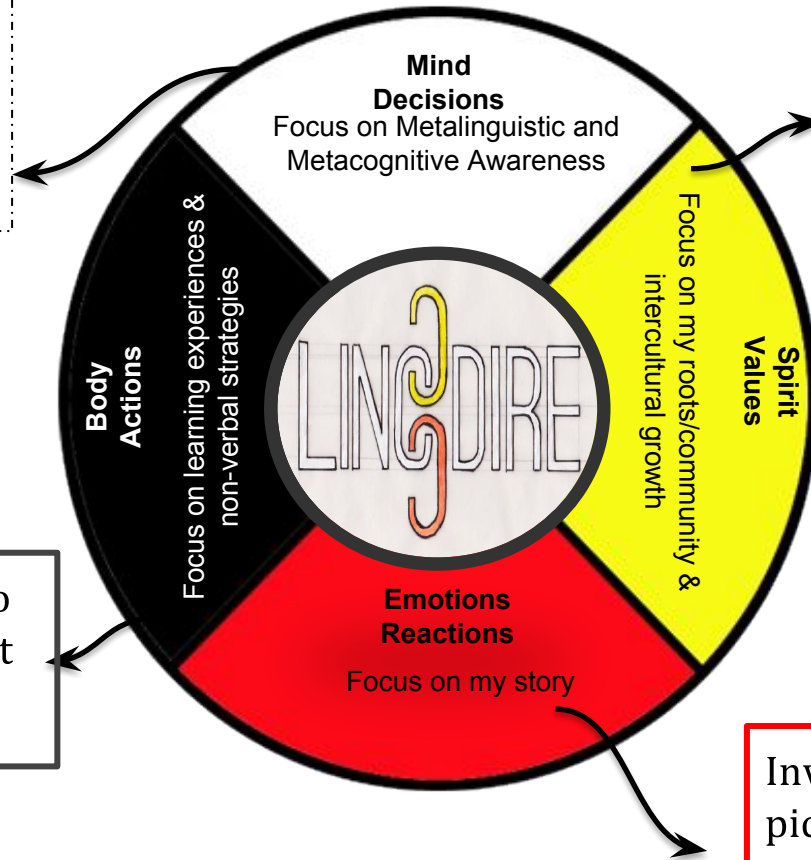 Mind
Decisions
Focus on Metalinguistic and
Metacognitive Awareness
Focus on my roots/community &
intercultural growth
Spirit
Values
Body
Actions
Focus on learning experiences &
non-verbal strategies
LINGDIRE
Emotions
Reactions
Focus on my story